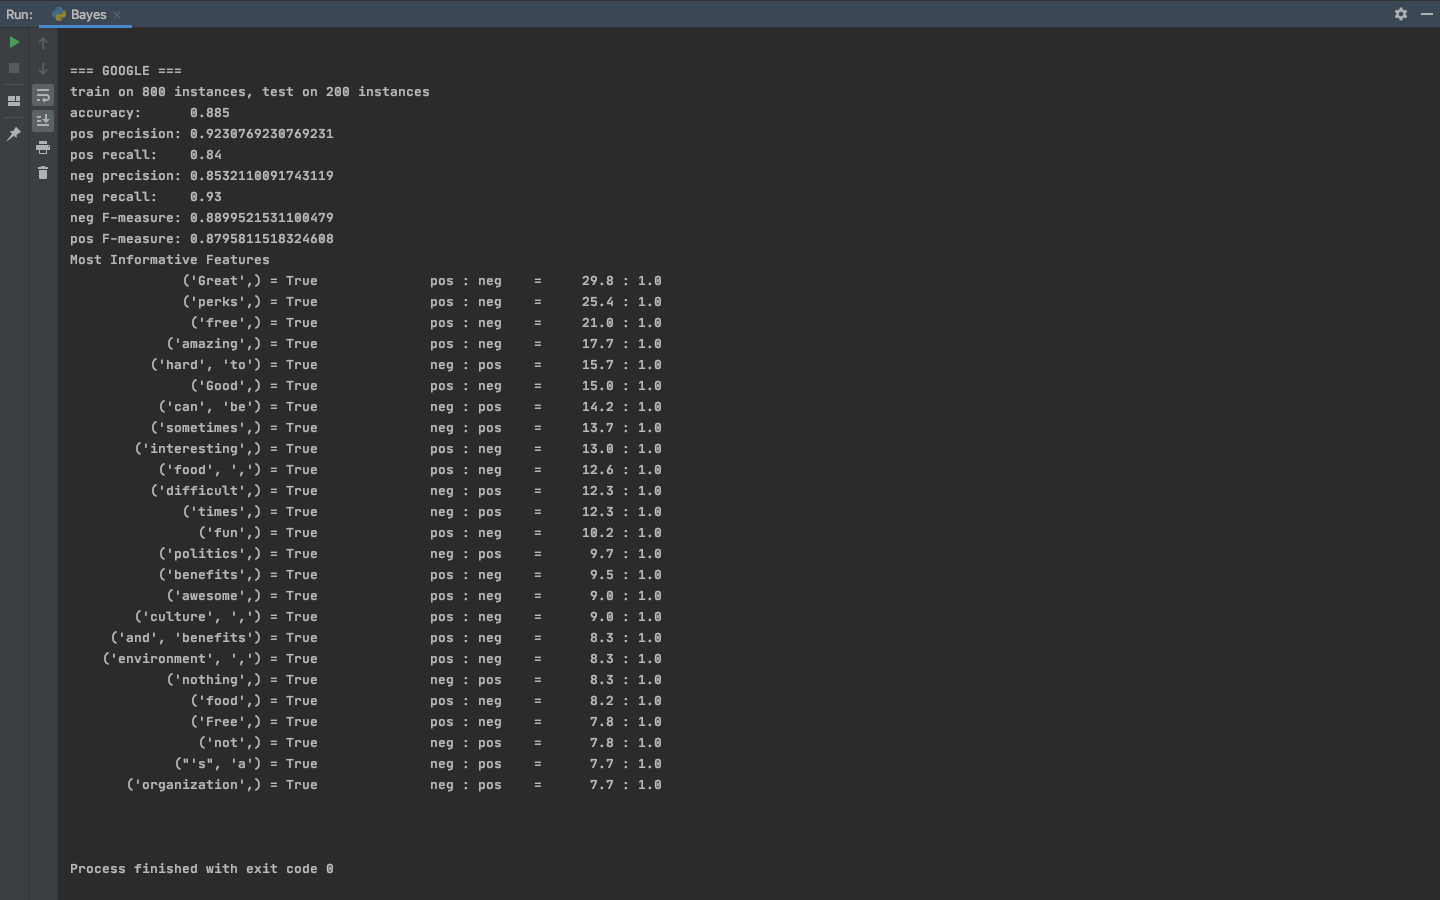 Run: Bayes
=== GOOGLE ===
train on 800 instances, test on 200 instances
accuracy:      0.885
pos precision: 0.9230769230769231
pos recall:    0.84
neg precision: 0.8532110091743119
neg recall:    0.93
neg F-measure: 0.8899521531100479
pos F-measure: 0.8795811518324608
Most Informative Features
('Great',) = True              pos : neg    =     29.8 : 1.0
('perks',) = True              pos : neg    =     25.4 : 1.0
('free',) = True              pos : neg    =     21.0 : 1.0
('amazing',) = True              pos : neg    =     17.7 : 1.0
('hard', 'to') = True              neg : pos    =     15.7 : 1.0
('Good',) = True              pos : neg    =     15.0 : 1.0
('can', 'be') = True              neg : pos    =     14.2 : 1.0
('sometimes',) = True              neg : pos    =     13.7 : 1.0
('interesting',) = True              pos : neg    =     13.0 : 1.0
('food', ',') = True              pos : neg    =     12.6 : 1.0
('difficult',) = True              neg : pos    =     12.3 : 1.0
('times',) = True              neg : pos    =     12.3 : 1.0
('fun',) = True              pos : neg    =     10.2 : 1.0
('politics',) = True              neg : pos    =      9.7 : 1.0
('benefits',) = True              pos : neg    =      9.5 : 1.0
('awesome',) = True              pos : neg    =      9.0 : 1.0
('culture', ',') = True              pos : neg    =      9.0 : 1.0
('and', 'benefits') = True              pos : neg    =      8.3 : 1.0
('environment', ',') = True              pos : neg    =      8.3 : 1.0
('nothing',) = True              neg : pos    =      8.3 : 1.0
('food',) = True              pos : neg    =      8.2 : 1.0
('Free',) = True              pos : neg    =      7.8 : 1.0
('not',) = True              neg : pos    =      7.8 : 1.0
("'s", 'a') = True              neg : pos    =      7.7 : 1.0
('organization',) = True              neg : pos    =      7.7 : 1.0
Process finished with exit code 0